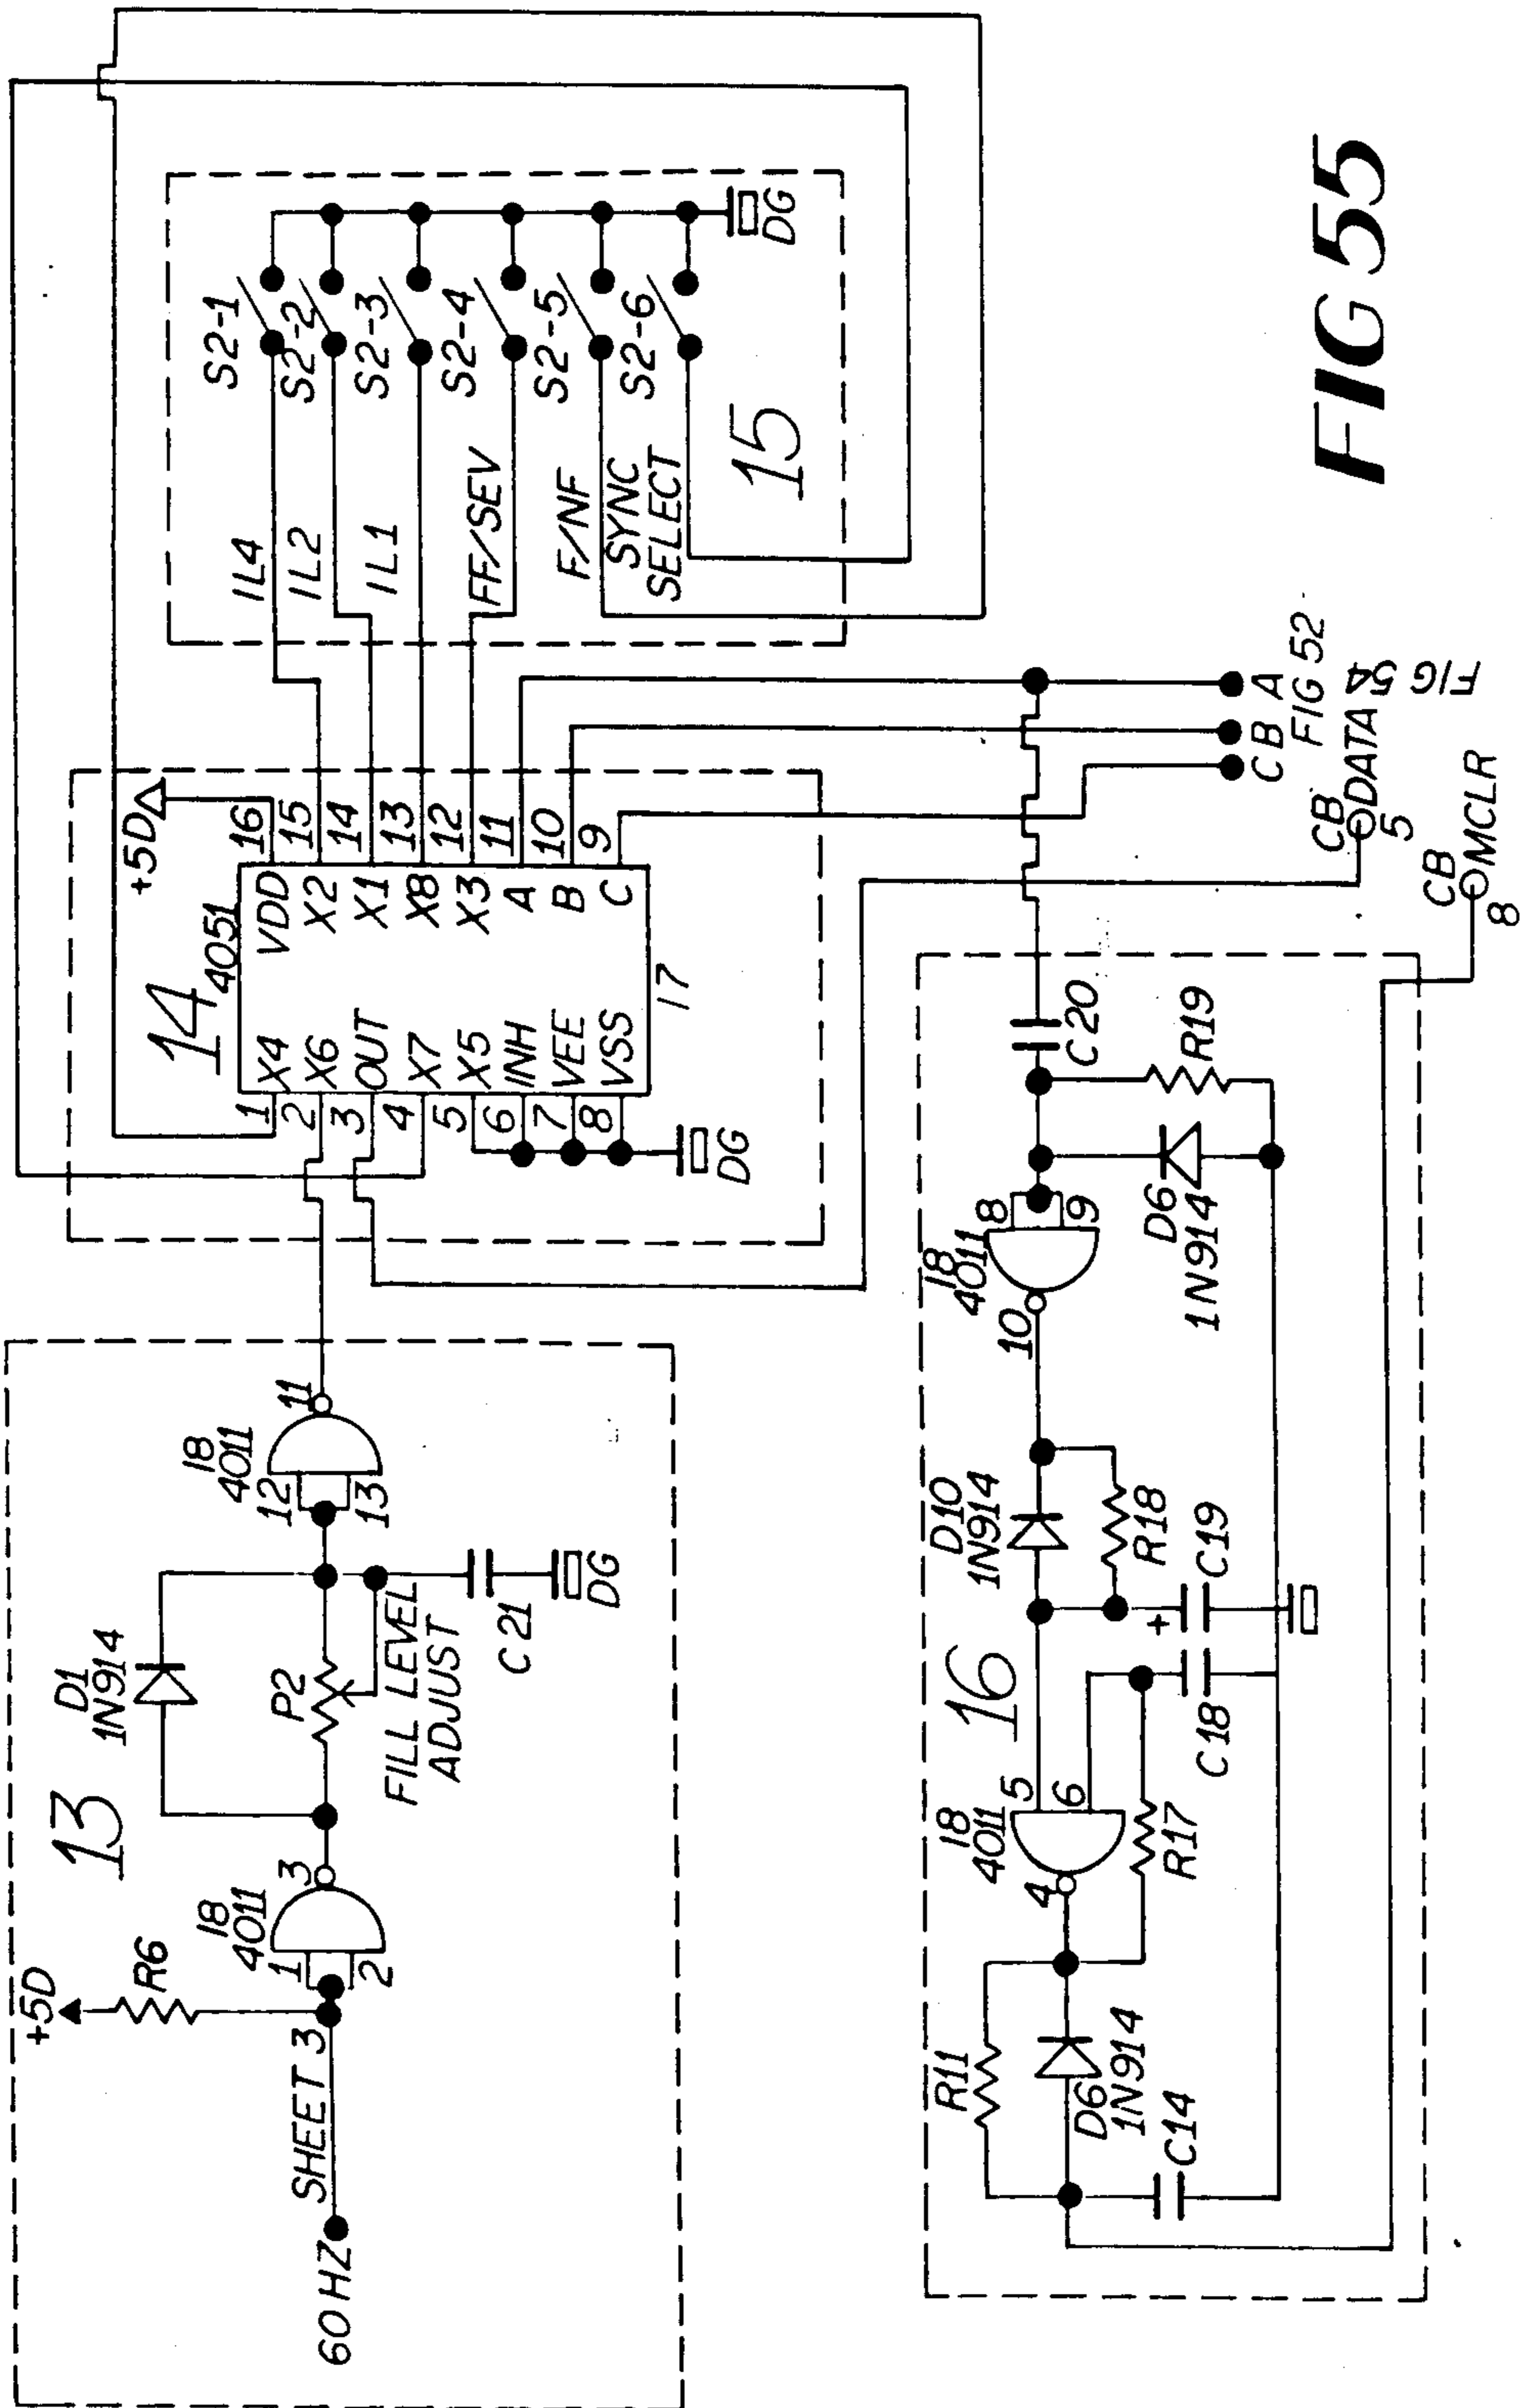 +5D
R6
SHEET 3
60 HZ
18
4011
1
2
3
13
D1
1N914
P2
FILL LEVEL
ADJUST
C21
DG
18
4011
12
13
11
14
4051
X4
X6
OUT
X7
X5
INH
VEE
VSS
VDD
X2
X1
X8
X3
A
B
C
1
2
3
4
5
6
7
8
16
15
14
13
12
11
10
9
17
+5D
DG
1L4
1L2
1L1
FF/SEV
F/NF
SYNC
SELECT
S2-1
S2-2
S2-3
S2-4
S2-5
S2-6
15
DG
C B A
FIG 52
FIG 54
CB
DATA
5
CB
MCLR
8
R11
D6
1N914
C14
18
4011
4
5
6
R17
16
C18
C19
+
D10
1N914
R18
18
4011
10
8
9
D6
1N914
R19
C20
FIG 55